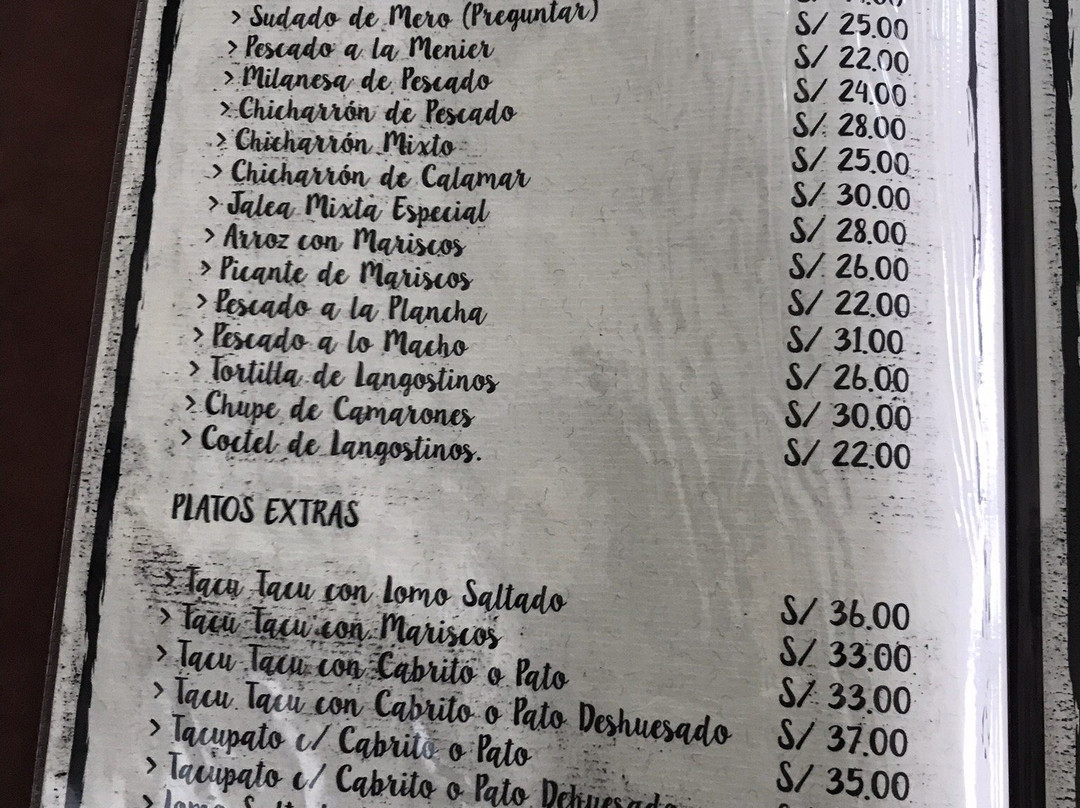 > Sudado de Mero (Preguntar)
> Pescado a la Menier S/ 25.00
> Milanesa de Pescado S/ 22.00
> Chicharrón de Pescado S/ 24.00
> Chicharrón Mixto S/ 28.00
> Chicharrón de Calamar S/ 25.00
> Jalea Mixta Especial S/ 30.00
> Arroz con Mariscos S/ 28.00
> Picante de Mariscos S/ 26.00
> Pescado a la Plancha S/ 22.00
> Pescado a lo Macho S/ 31.00
> Tortilla de Langostinos S/ 26.00
> Chupe de Camarones S/ 30.00
> Coctel de Langostinos. S/ 22.00
PLATOS EXTRAS
> Tacu Tacu con Lomo Saltado S/ 36.00
> Tacu Tacu con Mariscos S/ 33.00
> Tacu Tacu con Cabrito o Pato S/ 33.00
> Tacu Tacu con Cabrito o Pato Deshuesado S/ 37.00
> Tacupato c/ Cabrito o Pato S/ 35.00
> Tacupato c/ Cabrito o Pato Dehuesado
> Lomo